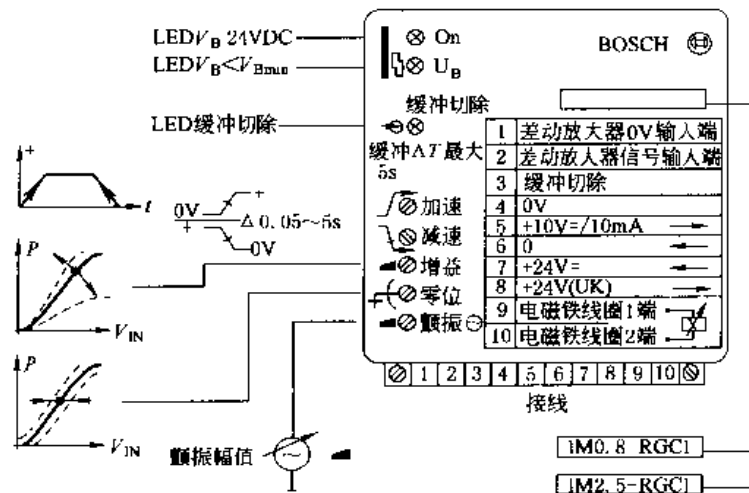 LEDV_B 24VDC
LEDV_B<V_Bmin
LED缓冲切除
On
U_B
BOSCH
缓冲切除
缓冲ΔT最大
5s
加速
减速
增益
零位
颤振
1 差动放大器0V输入端
2 差动放人器信号输入端
3 缓冲切除
4 0V
5 +10V=/10mA
6 0
7 +24V=
8 +24V(UK)
9 电磁铁线圈1端
10 电磁铁线圈2端
1 2 3 4 5 6 7 8 9 10
接线
+
t
0V + Δ 0.05~5s
+ 0V
P
V_IN
P
V_IN
+
颤振幅值
1M0.8 RGC1
1M2.5-RGC1